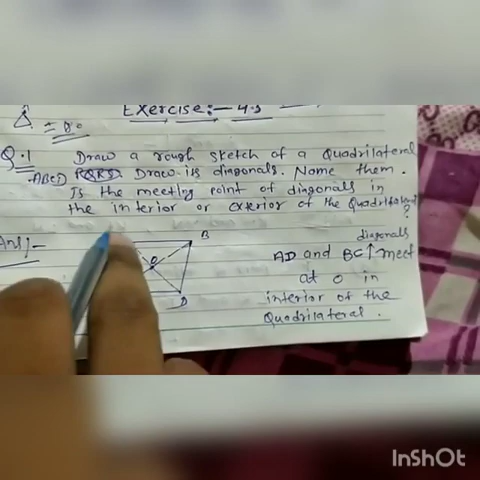 Exercise:- 4.3
Q.1 Draw a rough sketch of a Quadrilateral
ABCD PQRS. Draw its diagonals. Name them.
Is the meeting point of diagonals in
the interior or exterior of the Quadrilateral
?
Ans:-
B
O
D
diagonals
AD and BC ↑ meet
at O in
interior of the
Quadrilateral.
InShOt